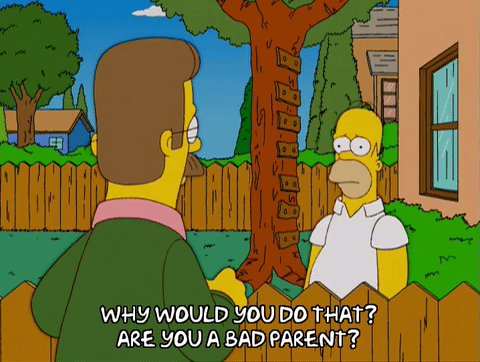 WHY WOULD YOU DO THAT?
ARE YOU A BAD PARENT?